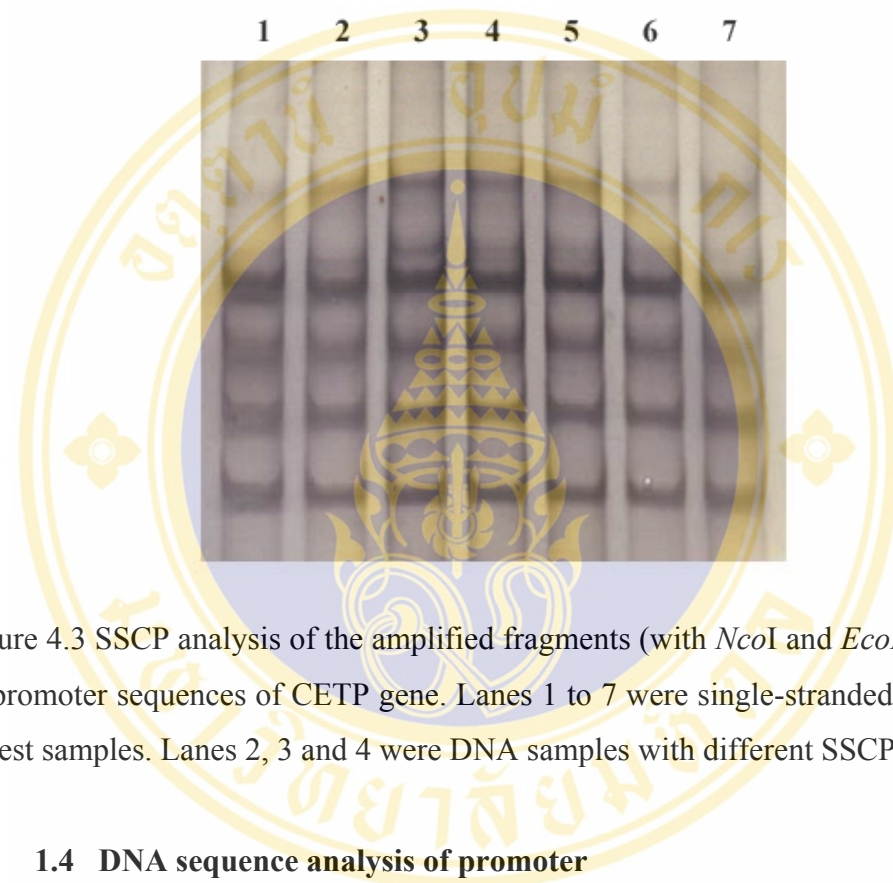 1 2 3 4 5 6 7
ure 4.3 SSCP analysis of the amplified fragments (with NcoI and Eco
promoter sequences of CETP gene. Lanes 1 to 7 were single-stranded
est samples. Lanes 2, 3 and 4 were DNA samples with different SSCP
1.4 DNA sequence analysis of promoter